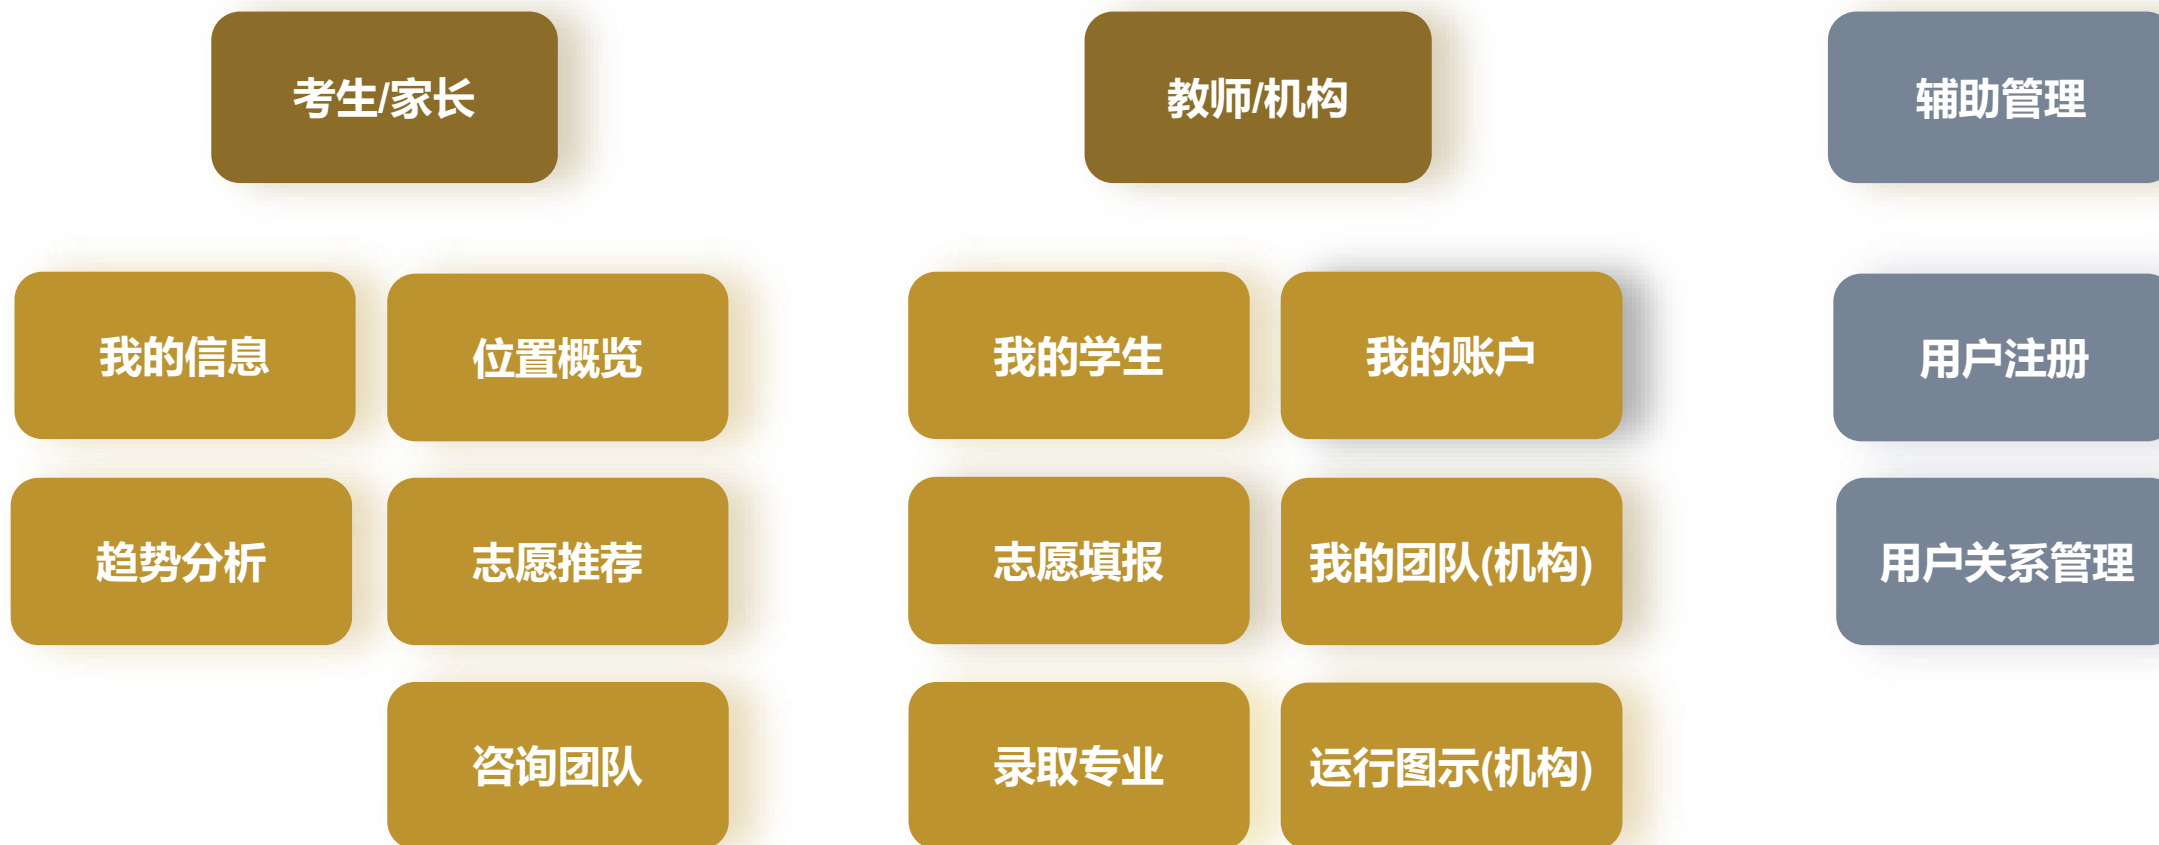 考生/家长
教师/机构
辅助管理
我的信息
位置概览
我的学生
我的账户
用户注册
趋势分析
志愿推荐
志愿填报
我的团队(机构)
用户关系管理
咨询团队
录取专业
运行图示(机构)